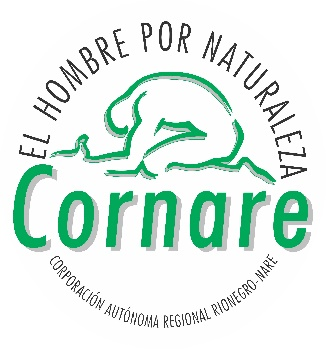 EL HOMBRE POR NATURALEZA
Cornare
CORPORACIÓN AUTÓNOMA REGIONAL RIONEGRO-NARE